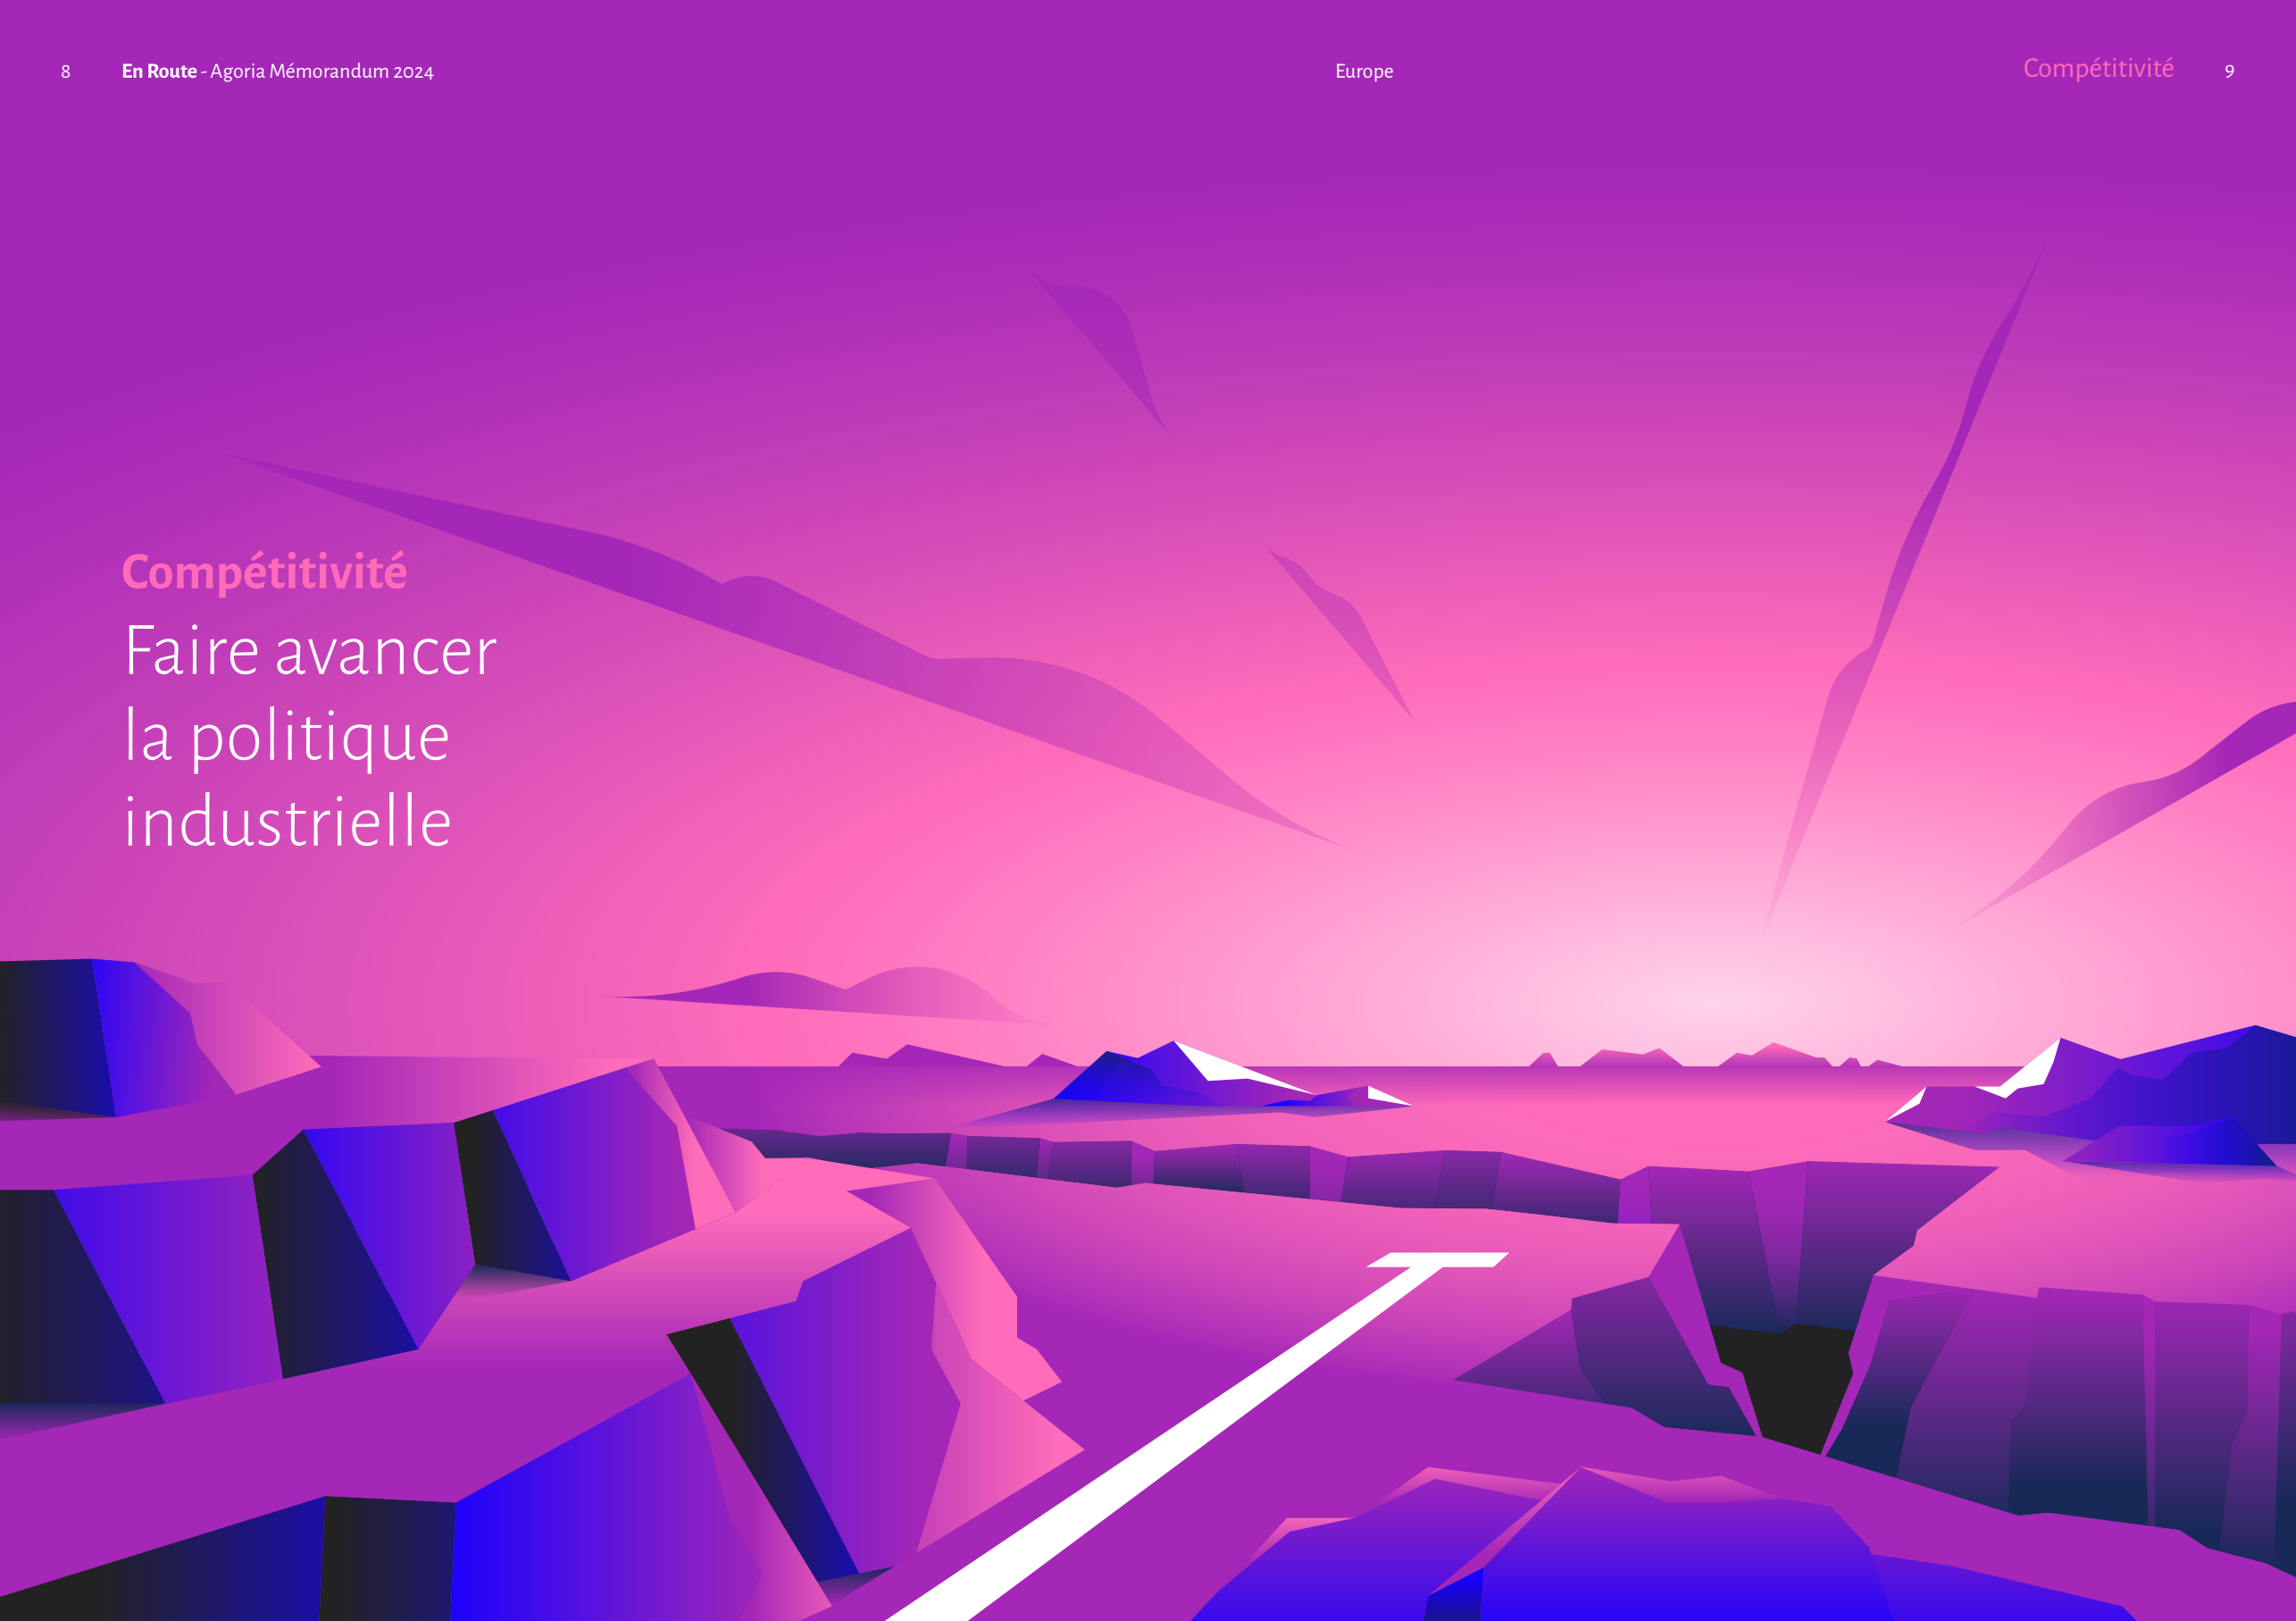 8 En Route - Agoria Mémorandum 2024 Europe Compétitivité 9
Compétitivité
Faire avancer
la politique
industrielle